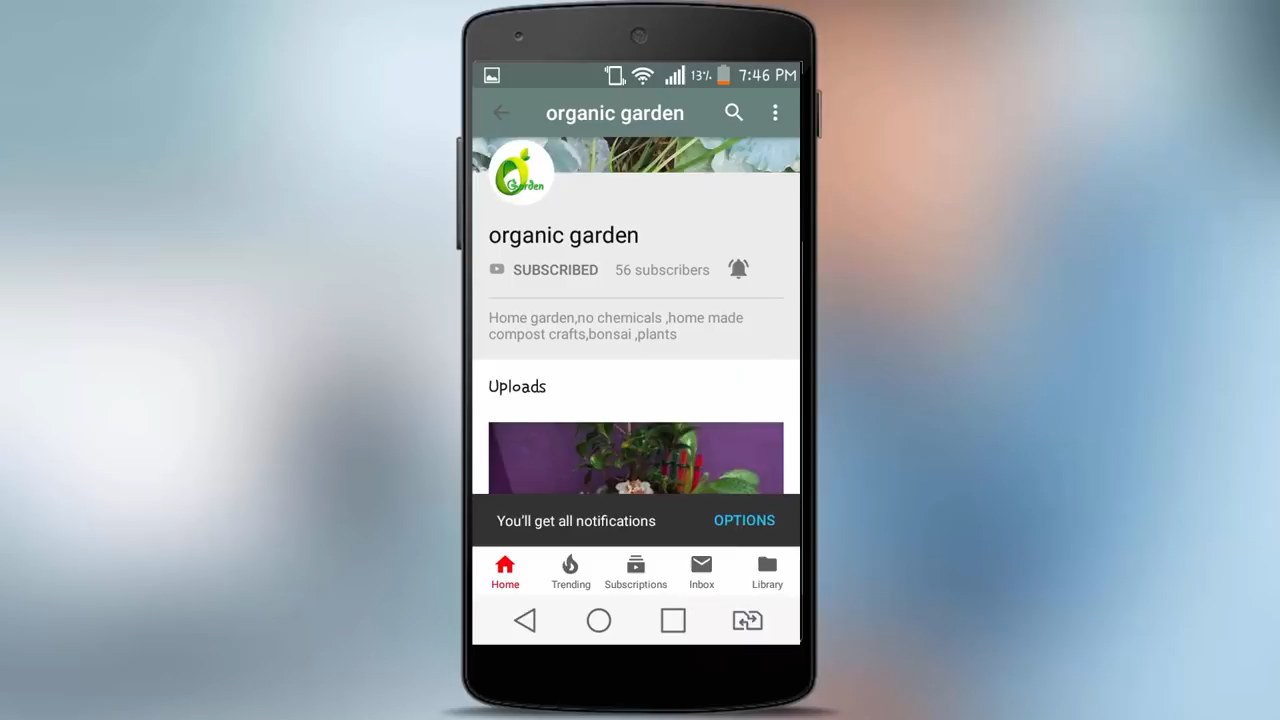 13% 7:46 PM
organic garden
Garden
organic garden
SUBSCRIBED 56 subscribers
Home garden,no chemicals ,home made
compost crafts,bonsai ,plants
Uploads
You'll get all notifications OPTIONS
Home Trending Subscriptions Inbox Library